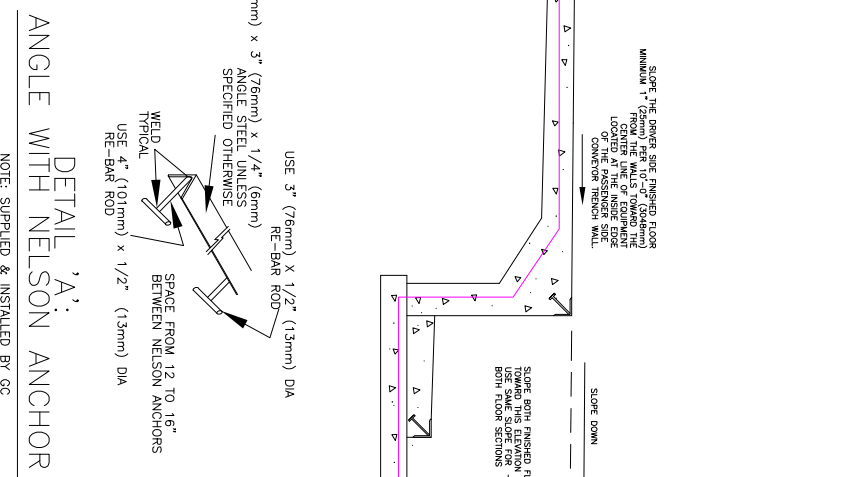 SLOPE THE DRIVER SIDE FINISHED FLOOR
MINIMUM 1" (25mm) PER 10'-0" (3048mm)
FROM THE WALLS TOWARD THE
CENTER LINE OF EQUIPMENT
LOCATED AT THE INSIDE EDGE
OF THE PASSENGER SIDE
CONVEYOR TRENCH WALL.
SLOPE DOWN
SLOPE BOTH FINISHED
TOWARD THIS ELEVATION
USE SAME SLOPE FOR
BOTH FLOOR SECTIONS
USE 3" (76mm) X 1/2" (13mm) DIA
RE-BAR ROD
x 3" (76mm) x 1/4" (6mm)
ANGLE STEEL UNLESS
SPECIFIED OTHERWISE
SPACE FROM 12 TO 16"
BETWEEN NELSON ANCHORS
WELD
TYPICAL
USE 4" (101mm) x 1/2" (13mm) DIA
RE-BAR ROD
DETAIL 'A':
ANGLE WITH NELSON ANCHOR
NOTE: SUPPLIED & INSTALLED BY GC